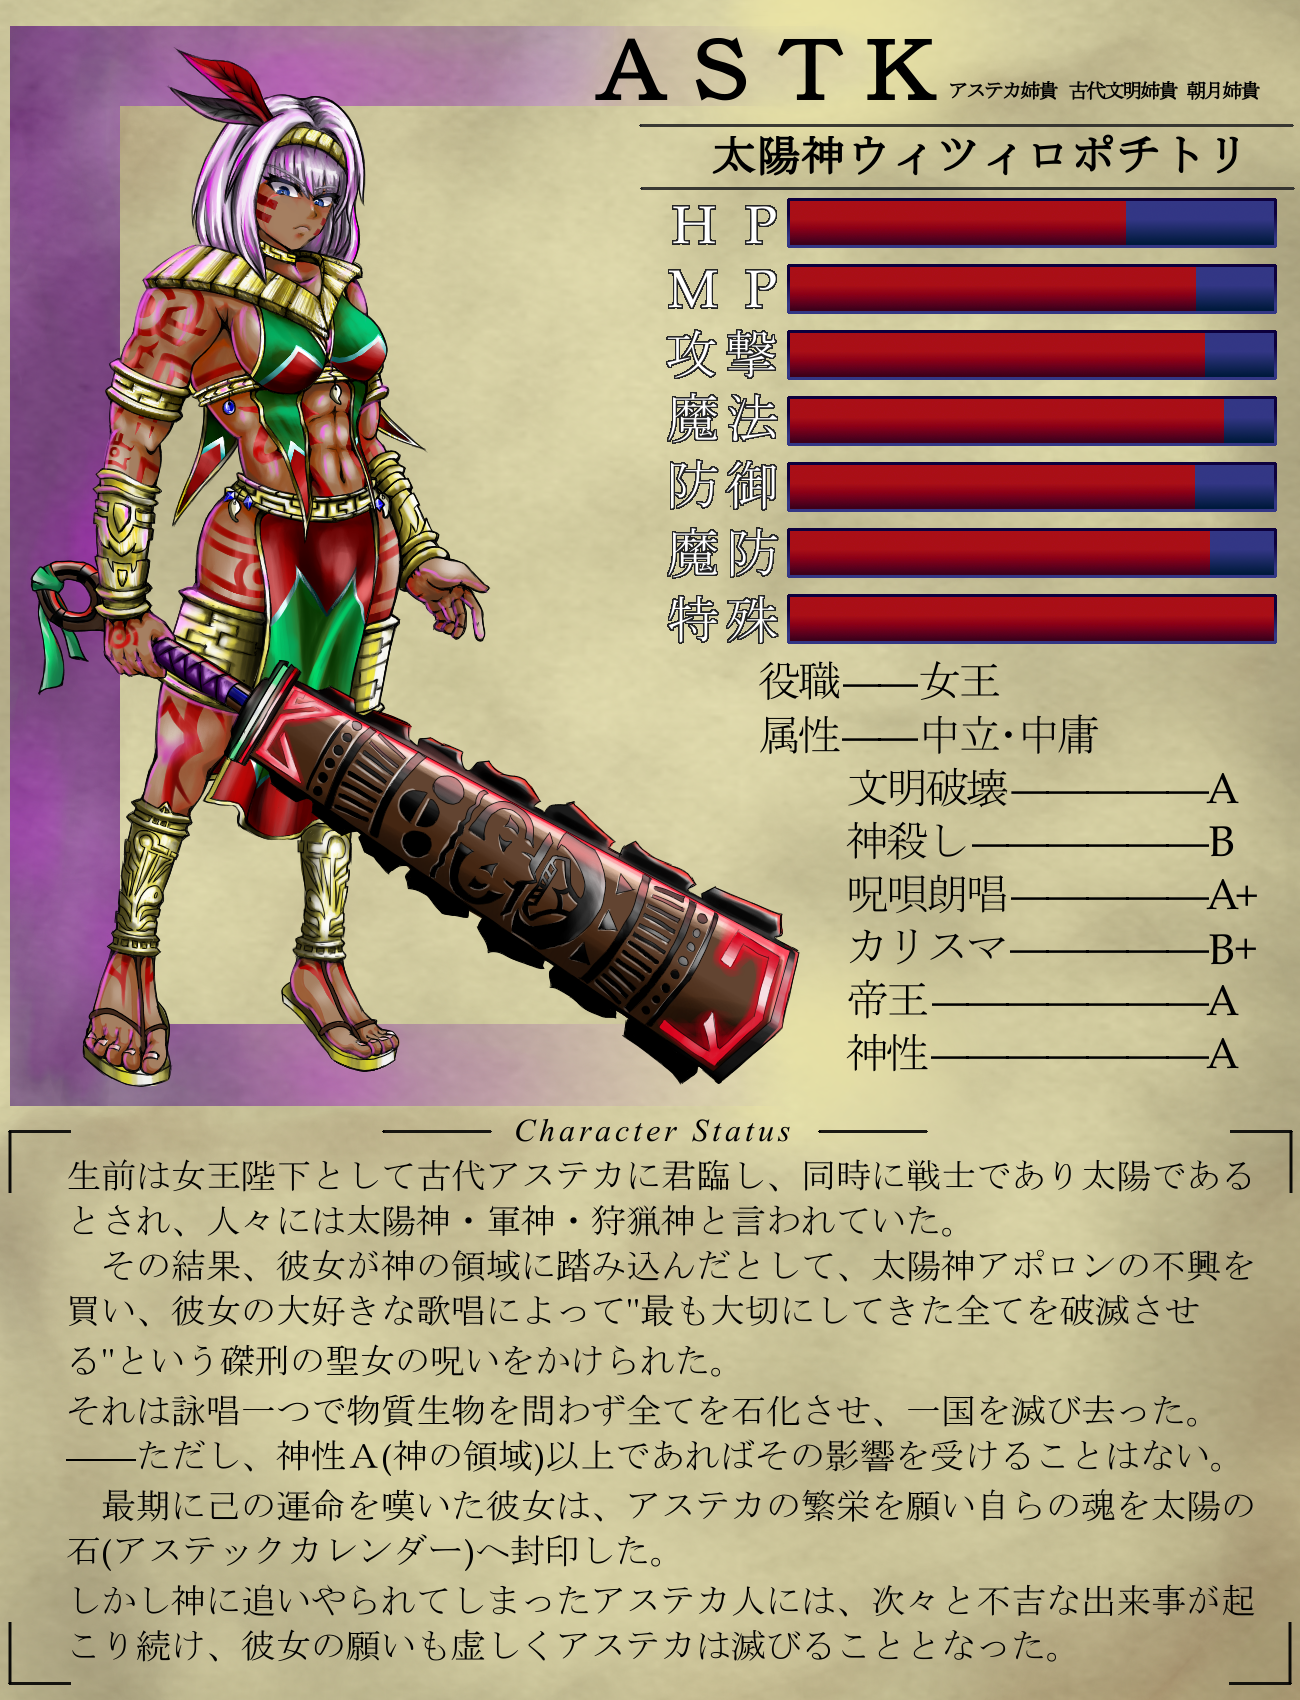 ASTK アステカ姉貴 古代文明姉貴 朝月姉貴
太陽神ウィツィロポチトリ
HP
MP
攻撃
魔法
防御
魔防
特殊
役職――女王
属性――中立・中庸
文明破壊―――――A
神殺し――――――B
呪唄朗唱―――――A+
カリスマ―――――B+
帝王―――――――A
神性―――――――A
Character Status
生前は女王陛下として古代アステカに君臨し、同時に戦士であり太陽である
とされ、人々には太陽神・軍神・狩猟神と言われていた。
　その結果、彼女が神の領域に踏み込んだとして、太陽神アポロンの不興を
買い、彼女の大好きな歌唱によって"最も大切にしてきた全てを破滅させ
る"という磔刑の聖女の呪いをかけられた。
それは詠唱一つで物質生物を問わず全てを石化させ、一国を滅び去った。
――ただし、神性Ａ(神の領域)以上であればその影響を受けることはない。
　最期に己の運命を嘆いた彼女は、アステカの繁栄を願い自らの魂を太陽の
石(アステックカレンダー)へ封印した。
しかし神に追いやられてしまったアステカ人には、次々と不吉な出来事が起
こり続け、彼女の願いも虚しくアステカは滅びることとなった。